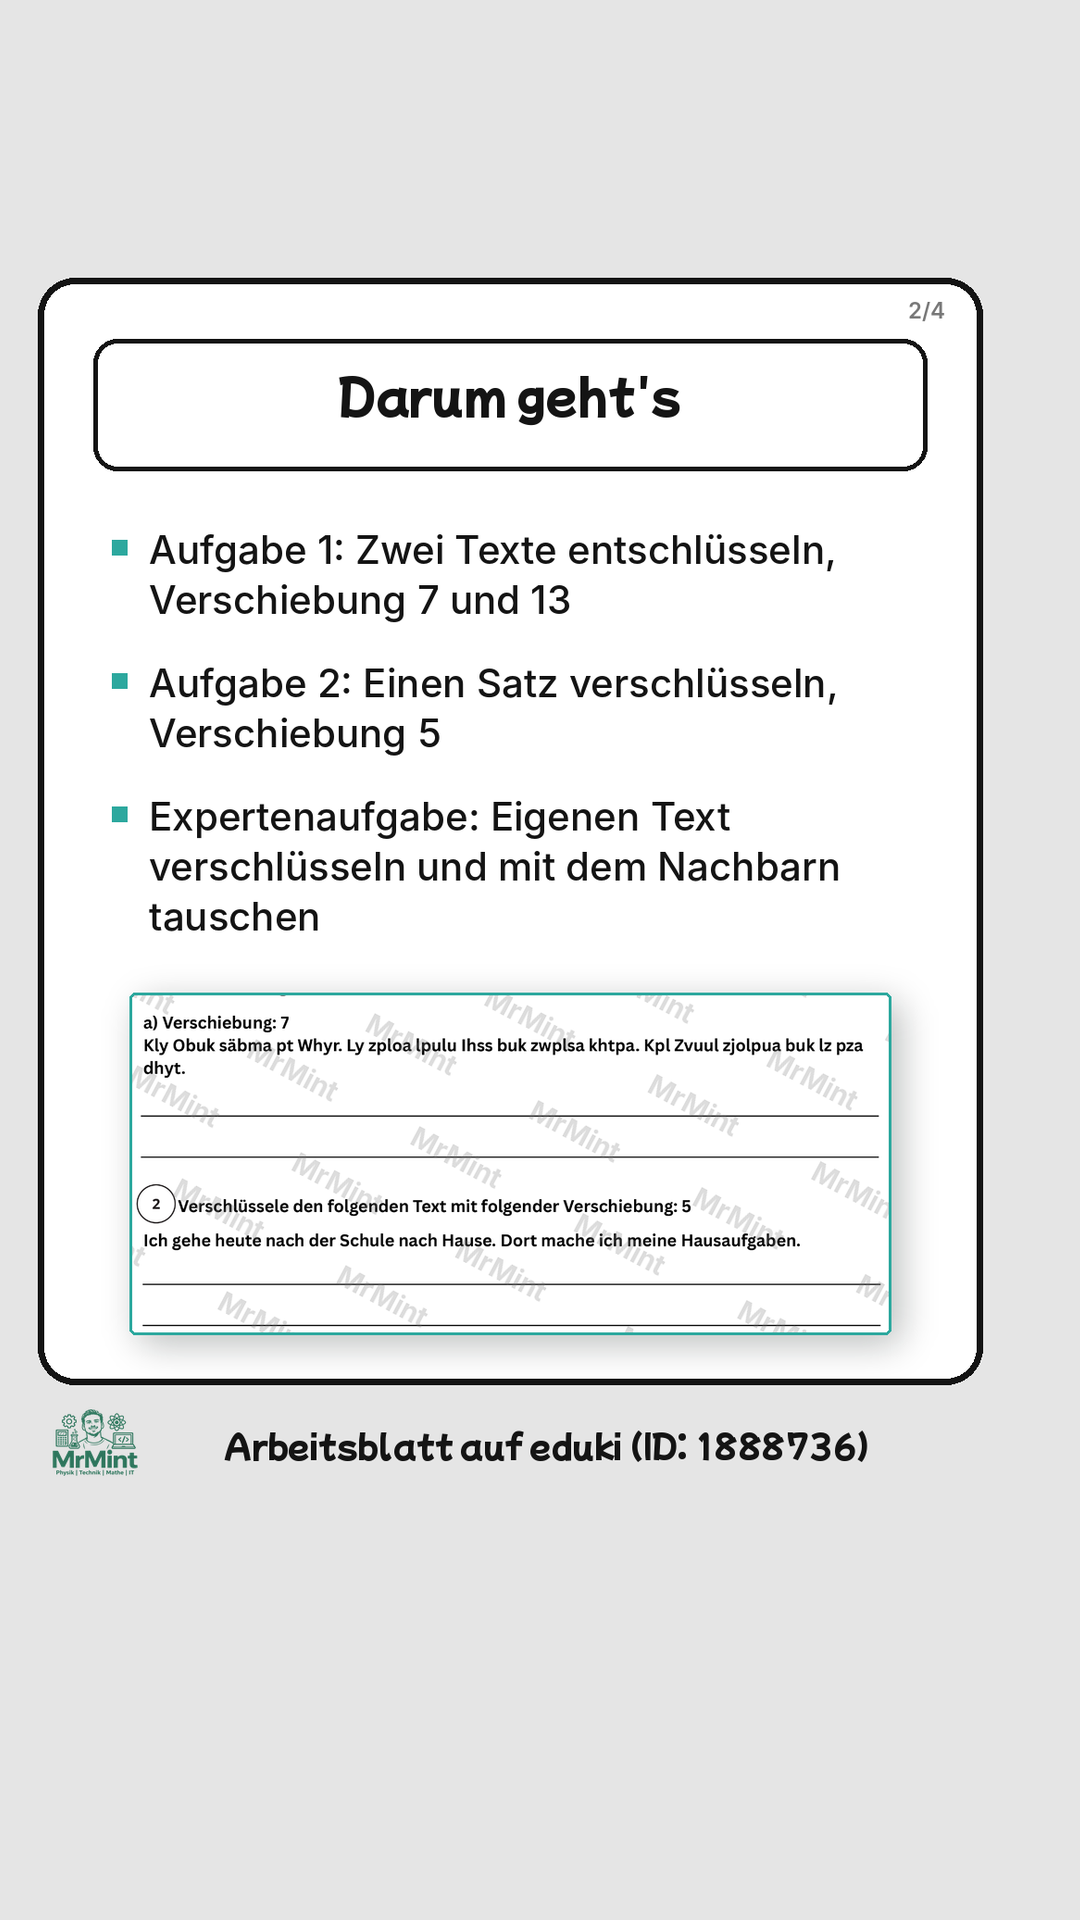 2/4
Darum geht's
Aufgabe 1: Zwei Texte entschlüsseln,
Verschiebung 7 und 13
Aufgabe 2: Einen Satz verschlüsseln,
Verschiebung 5
Expertenaufgabe: Eigenen Text
verschlüsseln und mit dem Nachbarn
tauschen
a) Verschiebung: 7
Kly Obuk säbma pt Whyr. Ly zploa lpulu Ihss buk zwplsa khtpa. Kpl Zvuul zjolpua buk lz pza
dhyt.
2 Verschlüssele den folgenden Text mit folgender Verschiebung: 5
Ich gehe heute nach der Schule nach Hause. Dort mache ich meine Hausaufgaben.
MrMint
Physik | Technik | Mathe | IT
Arbeitsblatt auf eduki (ID: 1888736)